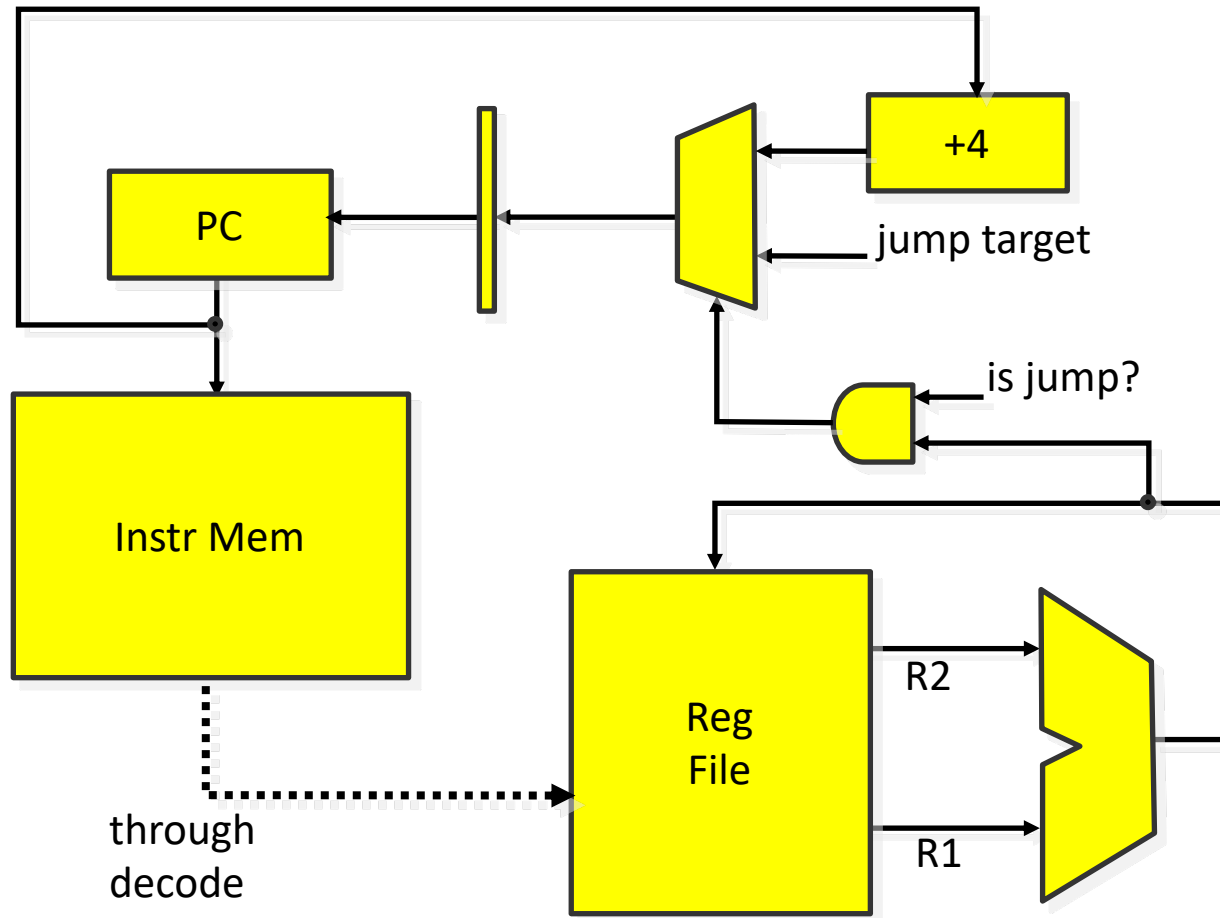 +4
PC
jump target
is jump?
Instr Mem
R2
Reg
File
through
decode
R1